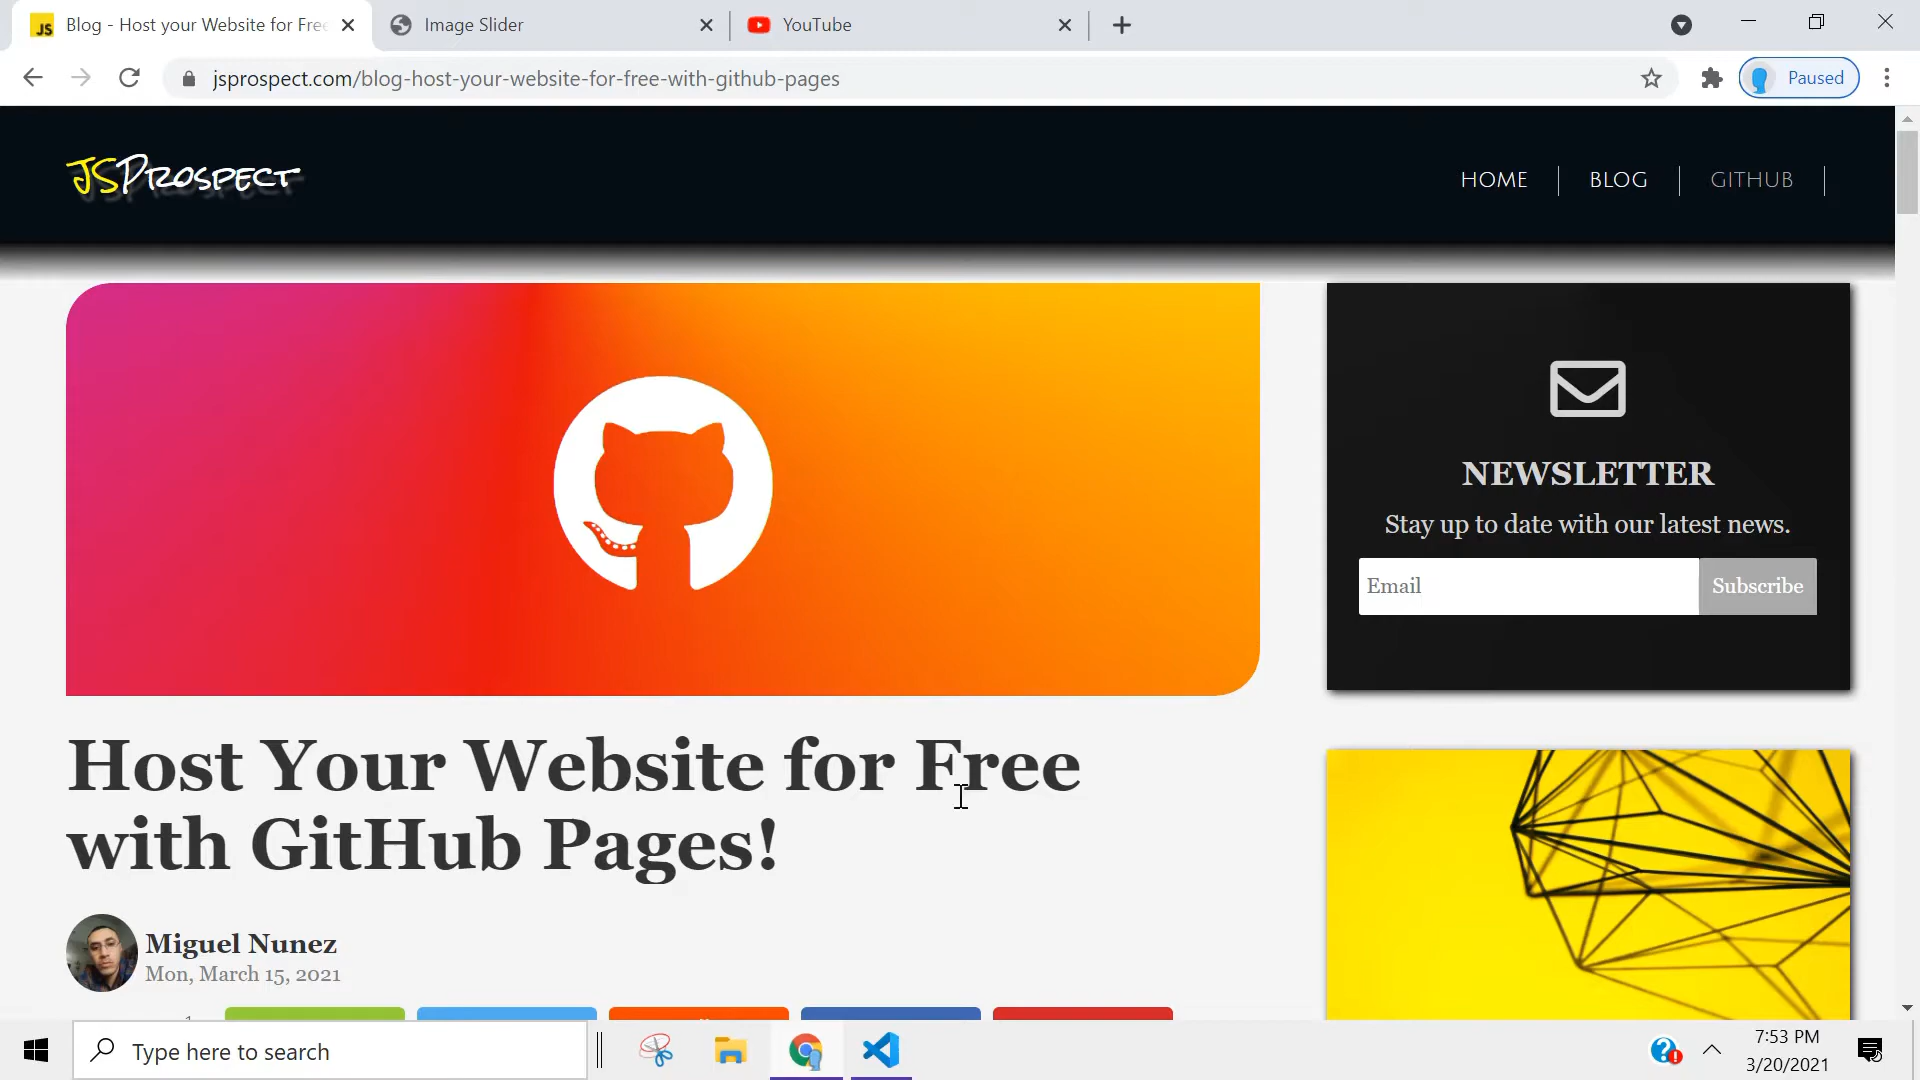 JS
Blog - Host your Website for Free
Image Slider
YouTube
jsprospect.com/blog-host-your-website-for-free-with-github-pages
Paused
JSProspect
HOME
BLOG
GITHUB
NEWSLETTER
Stay up to date with our latest news.
Email
Subscribe
Host Your Website for Free
with GitHub Pages!
Miguel Nunez
Mon, March 15, 2021
Type here to search
7:53 PM
3/20/2021